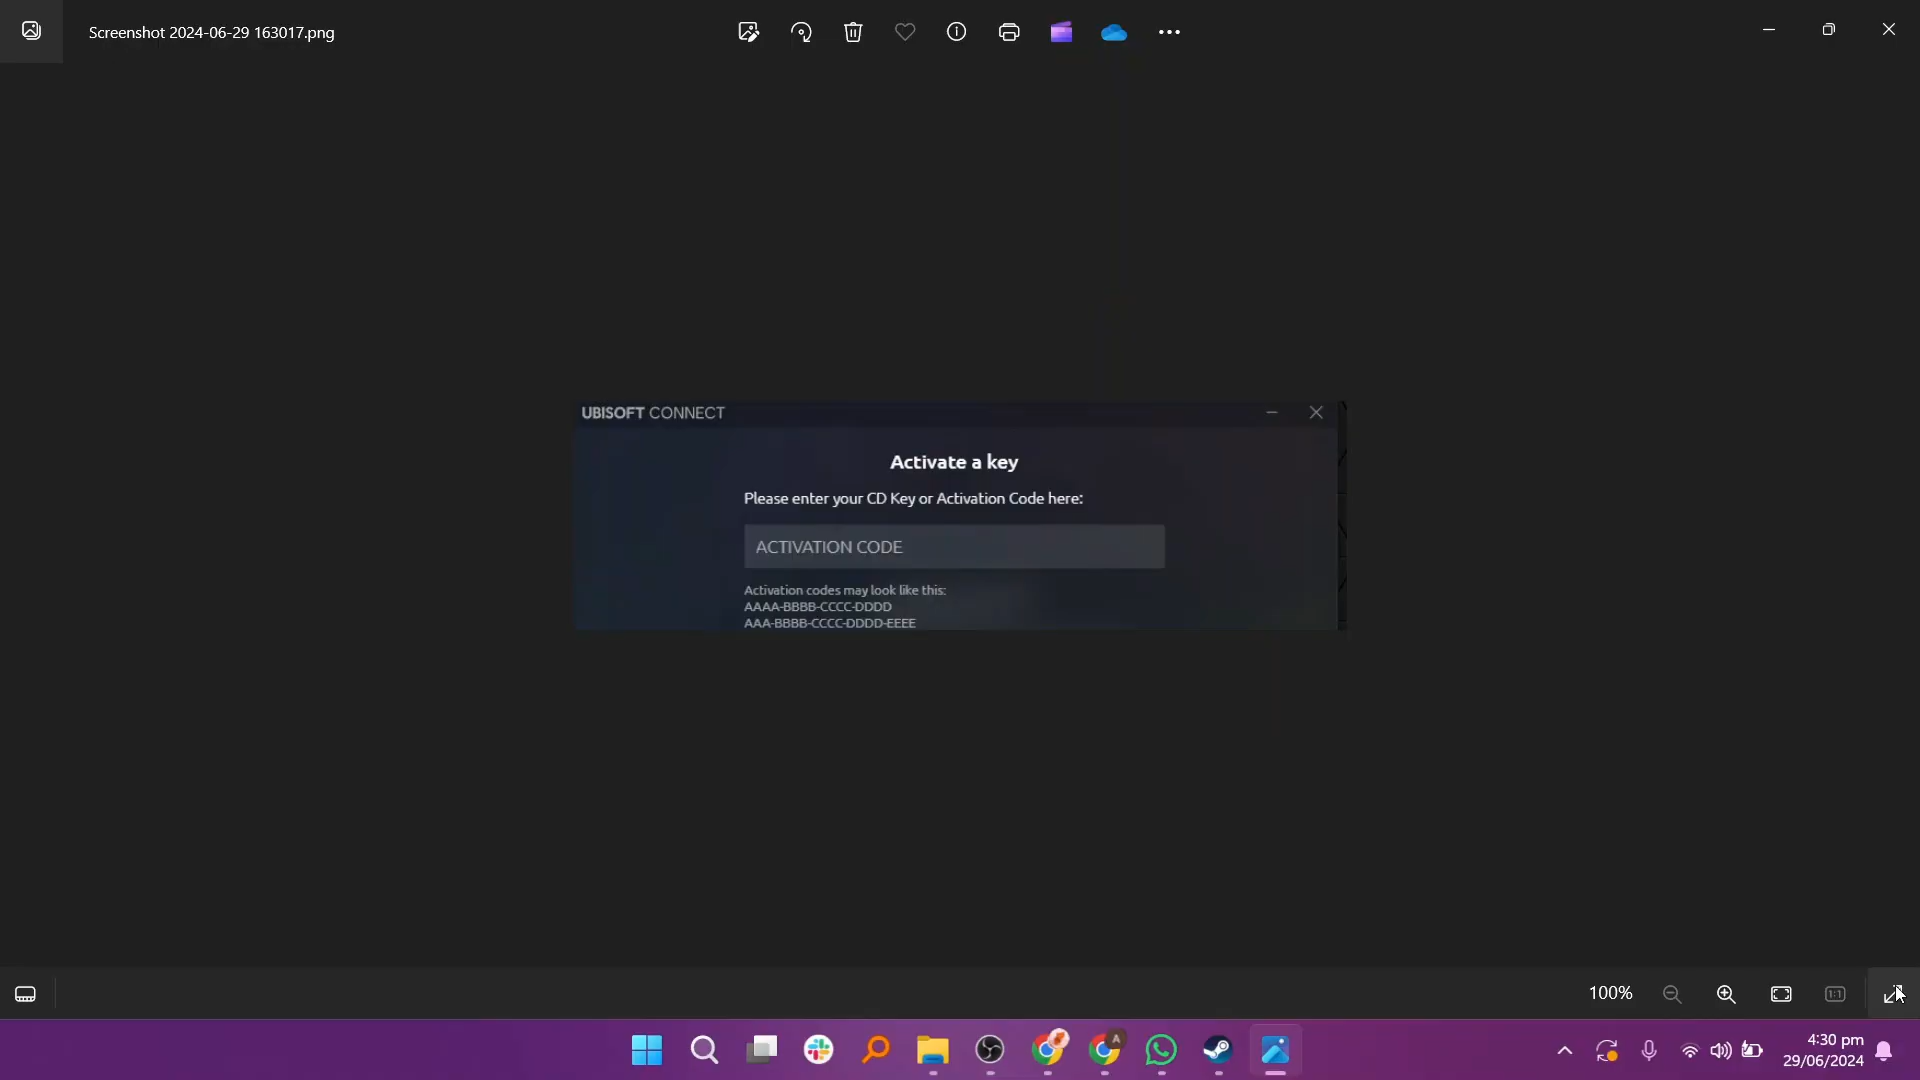 Screenshot 2024-06-29 163017.png
UBISOFT CONNECT
Activate a key
Please enter your CD Key or Activation Code here:
ACTIVATION CODE
Activation codes may look like this:
AAAA-BBBB-CCCC-DDDD
AAA-BBBB-CCCC-DDDD-EEEE
100%
1:1
A
4:30 pm
29/06/2024